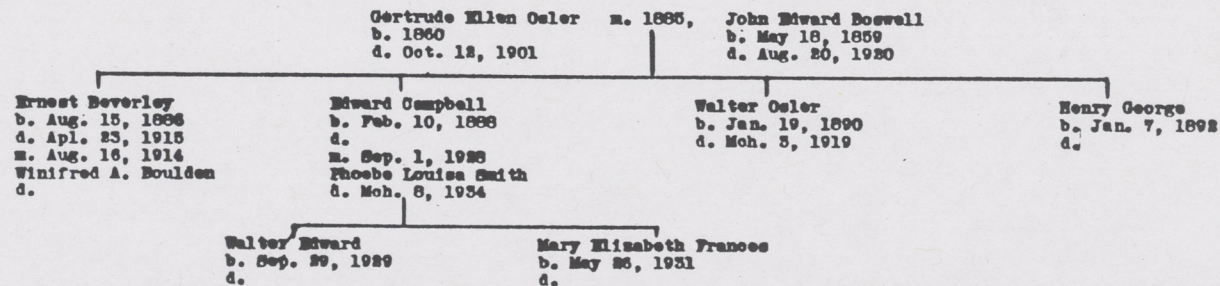 Gertrude Ellen Osler m. 1885, John Edward Boswell
b. 1860 b. May 18, 1859
d. Oct. 12, 1901 d. Aug. 20, 1920
Ernest Beverley
b. Aug. 15, 1886
d. Apl. 23, 1915
m. Aug. 16, 1914
Winifred A. Boulden
d.
Edward Campbell
b. Feb. 10, 1888
d.
m. Sep. 1, 1928
Phoebe Louisa Smith
d. Mch. 8, 1934
Walter Osler
b. Jan. 19, 1890
d. Mch. 3, 1919
Henry George
b. Jan. 7, 1892
d.
Walter Edward
b. Sep. 29, 1929
d.
Mary Elizabeth Frances
b. May 26, 1931
d.